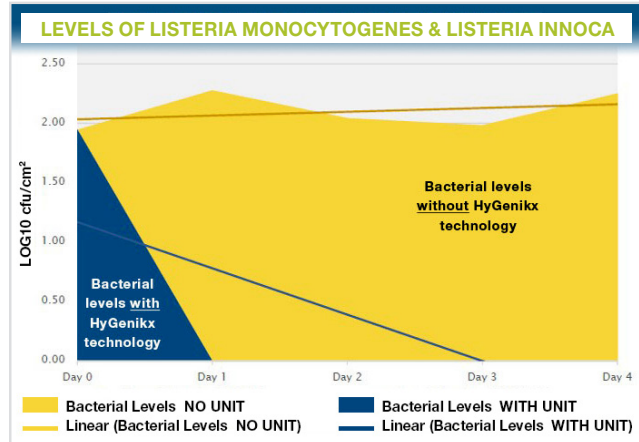 LEVELS OF LISTERIA MONOCYTOGENES & LISTERIA INNOCA
2.50
2.00
1.50
1.00
0.50
0.00
LOG10 cfu/cm²
Bacterial levels
without HyGenikx
technology
Bacterial
levels with
HyGenikx
technology
Day 0
Day 1
Day 2
Day 3
Day 4
Bacterial Levels NO UNIT
Bacterial Levels WITH UNIT
Linear (Bacterial Levels NO UNIT)
Linear (Bacterial Levels WITH UNIT)